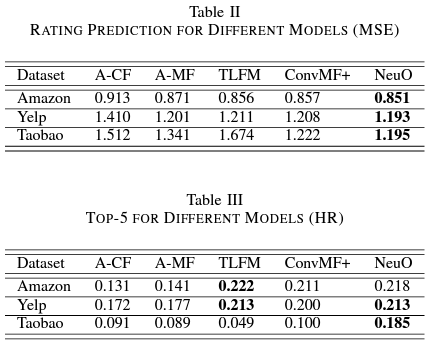 Table II
RATING PREDICTION FOR DIFFERENT MODELS (MSE)
Dataset A-CF A-MF TLFM ConvMF+ NeuO
Amazon 0.913 0.871 0.856 0.857 0.851
Yelp 1.410 1.201 1.211 1.208 1.193
Taobao 1.512 1.341 1.674 1.222 1.195
Table III
TOP-5 FOR DIFFERENT MODELS (HR)
Dataset A-CF A-MF TLFM ConvMF+ NeuO
Amazon 0.131 0.141 0.222 0.211 0.218
Yelp 0.172 0.177 0.213 0.200 0.213
Taobao 0.091 0.089 0.049 0.100 0.185